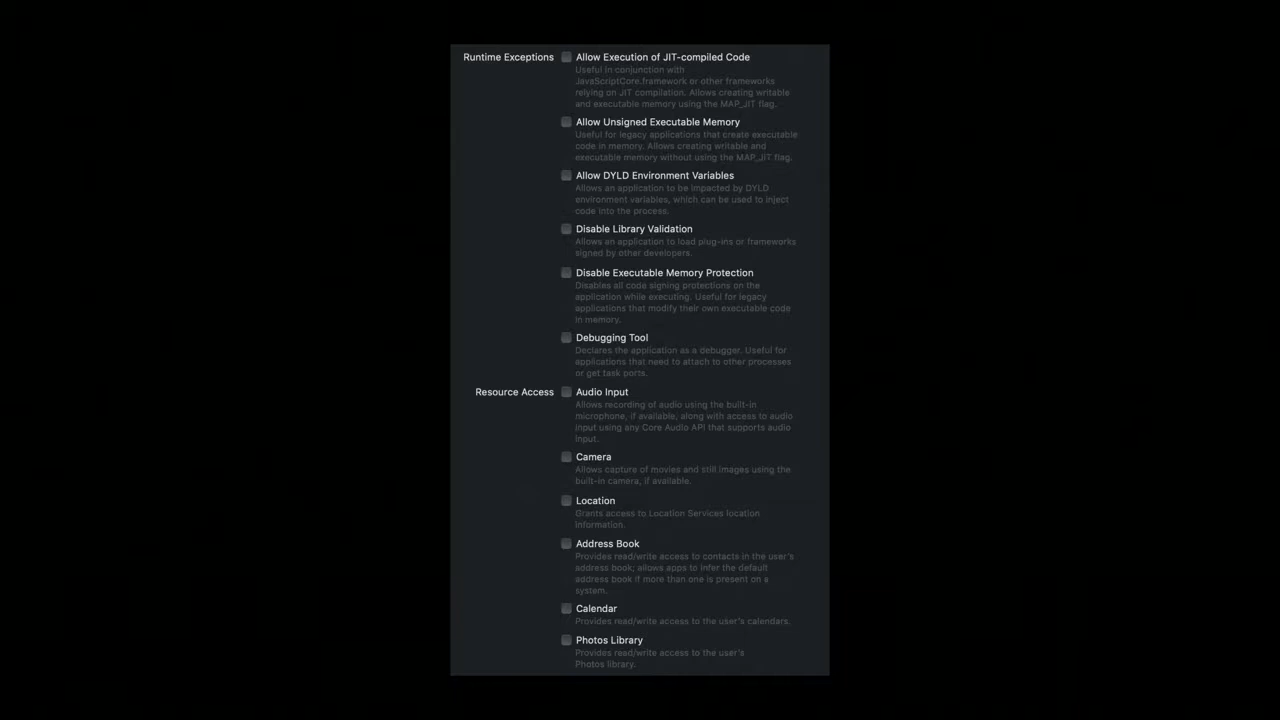 Runtime Exceptions
Allow Execution of JIT-compiled Code
Useful in conjunction with
JavaScriptCore.framework or other frameworks
relying on JIT compilation. Allows creating writable
and executable memory using the MAP_JIT flag.
Allow Unsigned Executable Memory
Useful for legacy applications that create executable
code in memory. Allows creating writable and
executable memory without using the MAP_JIT flag.
Allow DYLD Environment Variables
Allows an application to be impacted by DYLD
environment variables, which can be used to inject
code into the process.
Disable Library Validation
Allows an application to load plug-ins or frameworks
signed by other developers.
Disable Executable Memory Protection
Disables all code signing protections on the
application while executing. Useful for legacy
applications that modify their own executable code
in memory.
Debugging Tool
Declares the application as a debugger. Useful for
applications that need to attach to other processes
or get task ports.
Resource Access
Audio Input
Allows recording of audio using the built-in
microphone, if available, along with access to audio
input using any Core Audio API that supports audio
input.
Camera
Allows capture of movies and still images using the
built-in camera, if available.
Location
Grants access to Location Services location
information.
Address Book
Provides read/write access to contacts in the user's
address book; allows apps to infer the default
address book if more than one is present on a
system.
Calendar
Provides read/write access to the user's calendars.
Photos Library
Provides read/write access to the user's
Photos library.